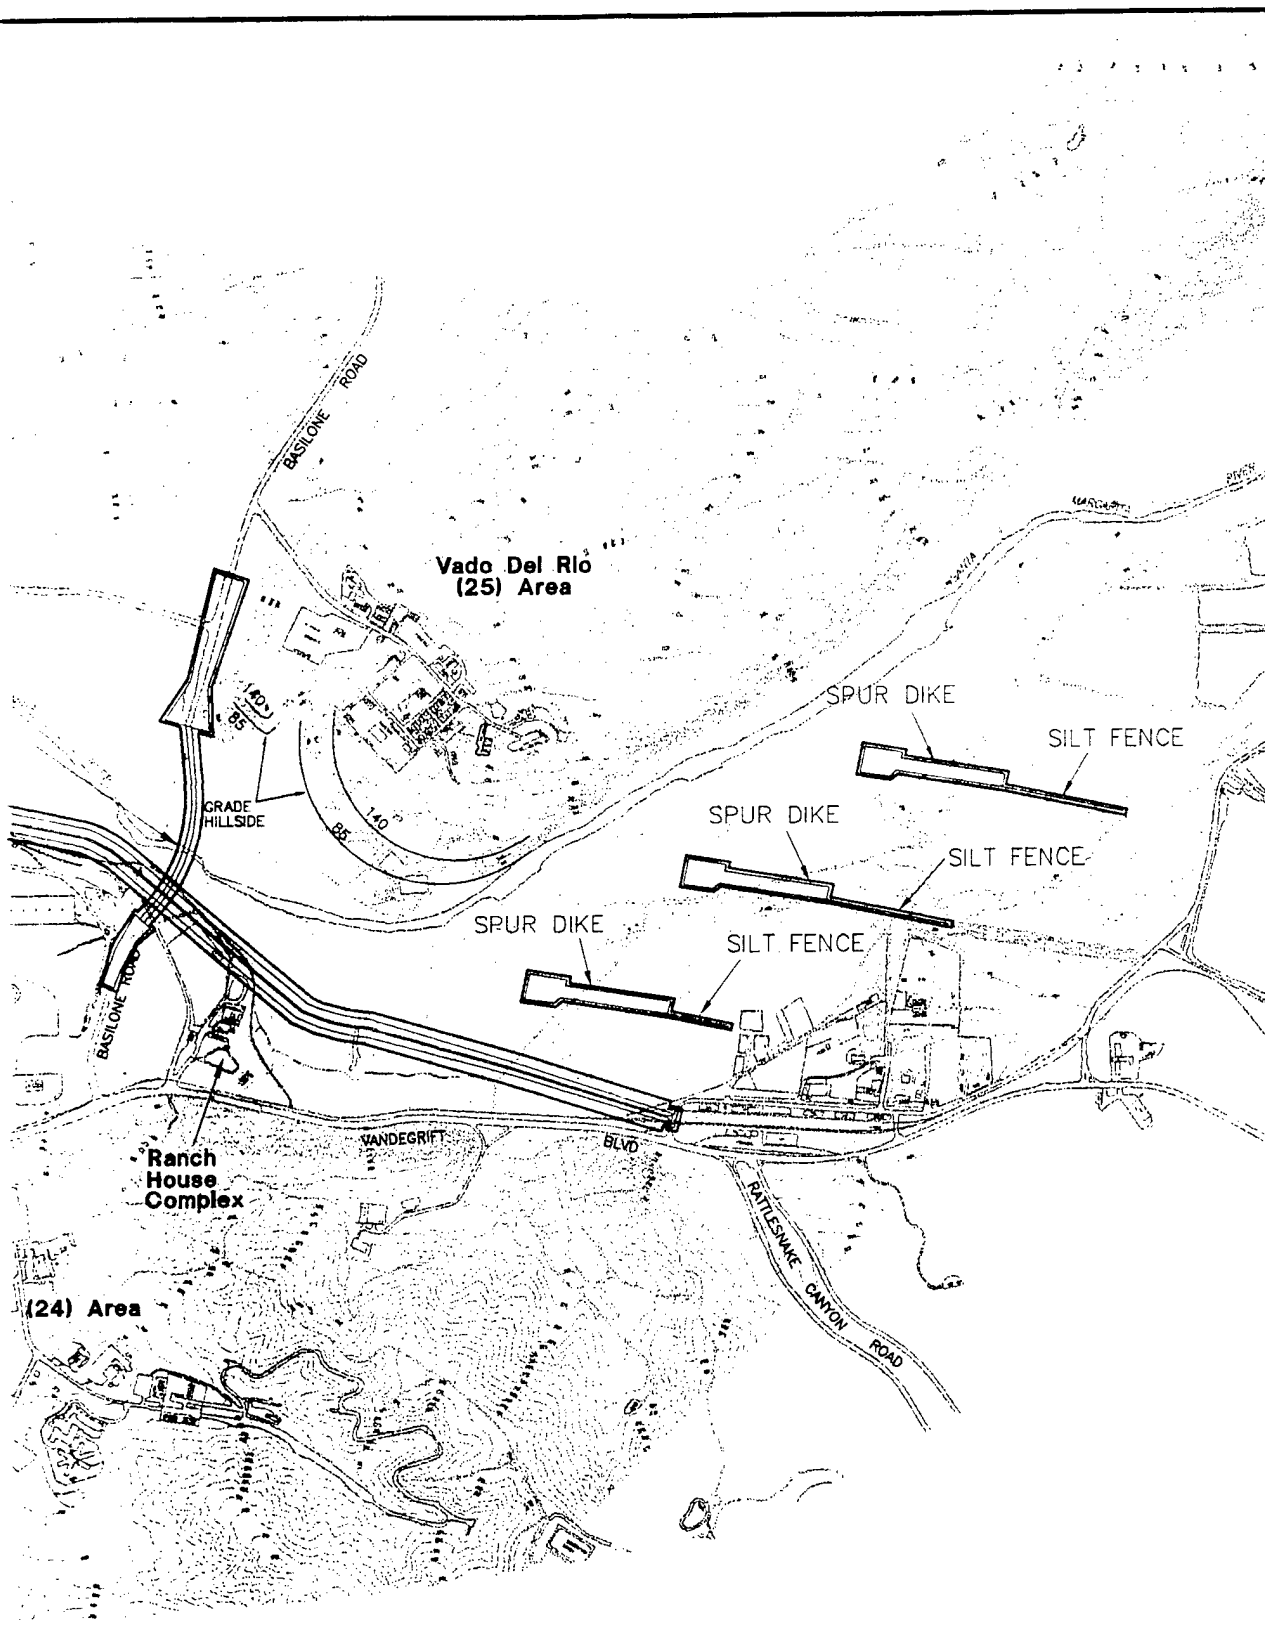 BASILONE ROAD
MARGARITA
RIVER
SANTA
Vado Del Rio
(25) Area
SPUR DIKE
SILT FENCE
140
85
GRADE
HILLSIDE
140
85
SPUR DIKE
SILT FENCE
SPUR DIKE
SILT FENCE
BASILONE ROAD
VANDEGRIFT
BLVD
Ranch
House
Complex
RATTLESNAKE CANYON ROAD
(24) Area